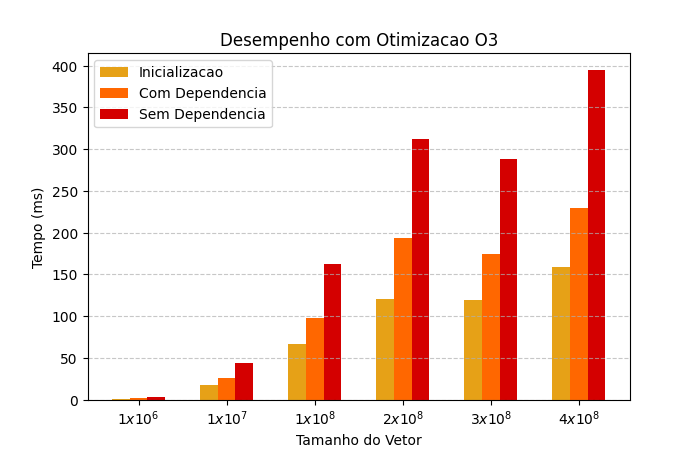 Desempenho com Otimizacao O3
Inicializacao
Com Dependencia
Sem Dependencia
Tempo (ms)
400
350
300
250
200
150
100
50
0
1x10⁶ 1x10⁷ 1x10⁸ 2x10⁸ 3x10⁸ 4x10⁸
Tamanho do Vetor